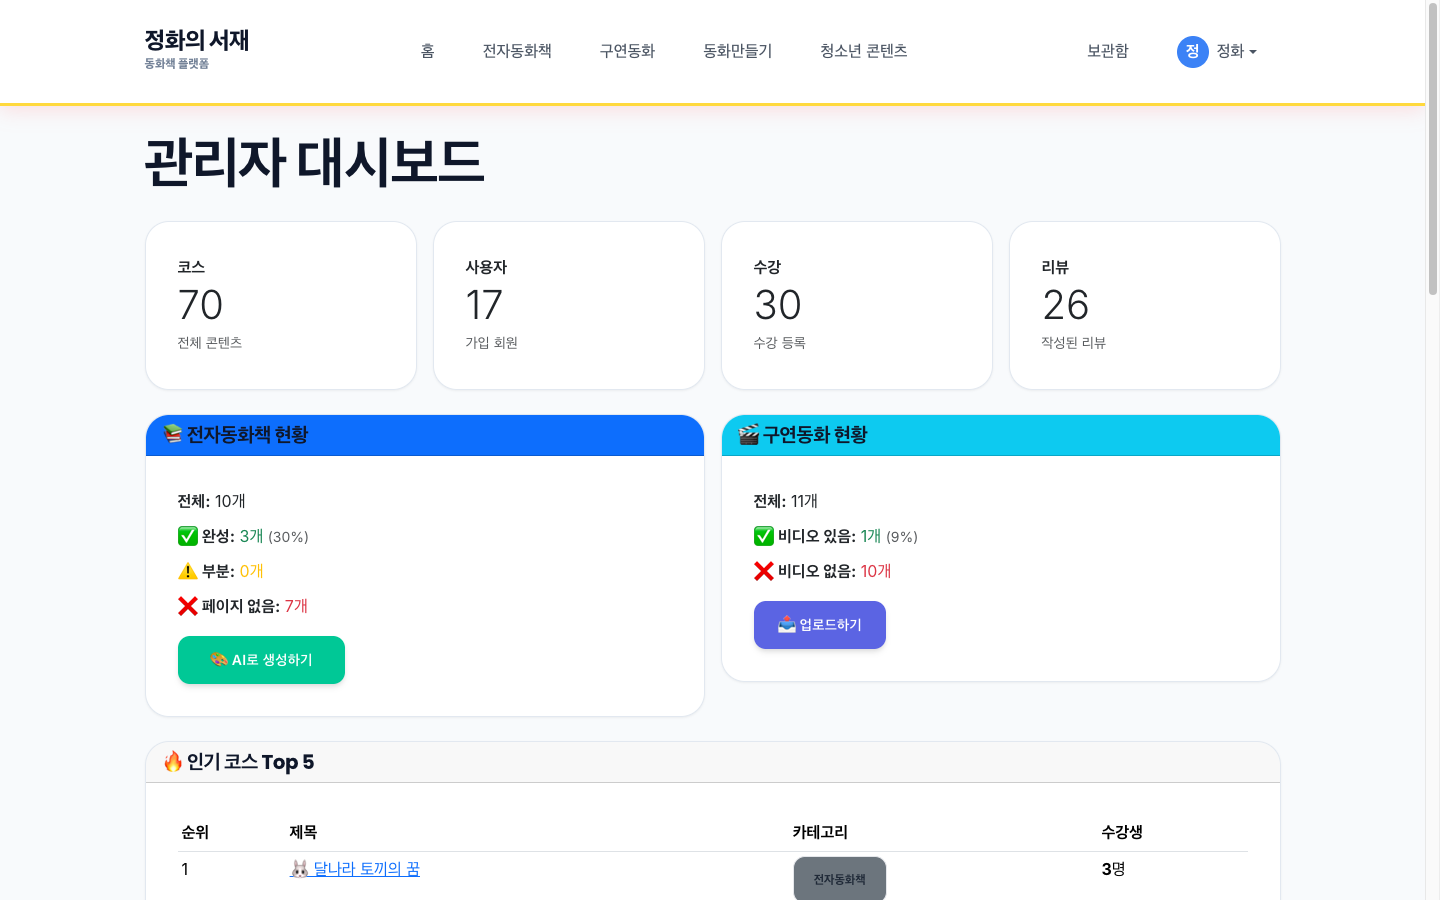 정화의 서재
동화책 플랫폼
홈
전자동화책
구연동화
동화만들기
청소년 콘텐츠
보관함
정
정화
관리자 대시보드
코스
70
전체 콘텐츠
사용자
17
가입 회원
수강
30
수강 등록
리뷰
26
작성된 리뷰
📚 전자동화책 현황
전체: 10개
✅ 완성: 3개 (30%)
⚠️ 부분: 0개
❌ 페이지 없음: 7개
🎨 AI로 생성하기
🎬 구연동화 현황
전체: 11개
✅ 비디오 있음: 1개 (9%)
❌ 비디오 없음: 10개
📤 업로드하기
🔥 인기 코스 Top 5
순위 제목 카테고리 수강생
1 🐰 달나라 토끼의 꿈 전자동화책 3명